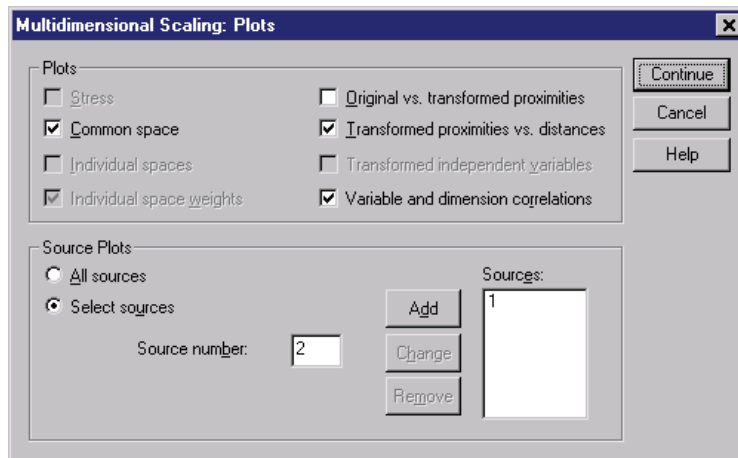 Multidimensional Scaling: Plots
Plots
Stress
Original vs. transformed proximities
Common space
Transformed proximities vs. distances
Individual spaces
Transformed independent variables
Individual space weights
Variable and dimension correlations
Continue
Cancel
Help
Source Plots
All sources
Select sources
Source number: 2
Add
Change
Remove
Sources:
1